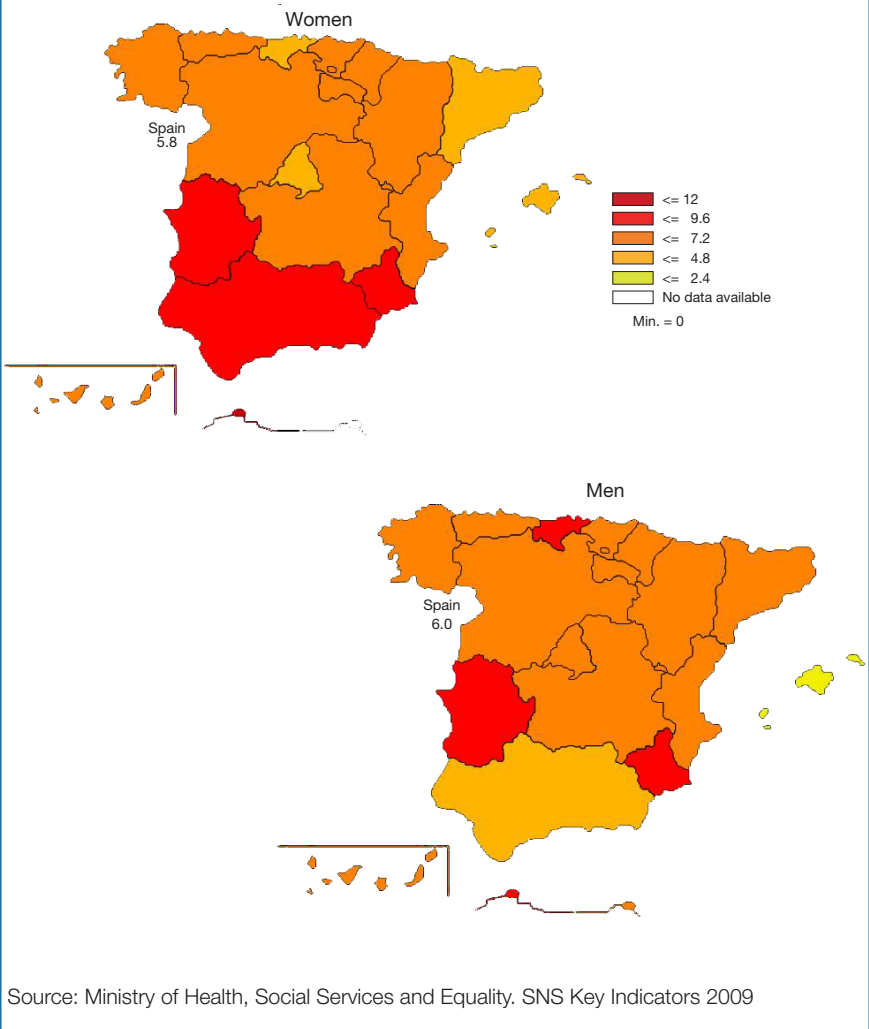 Women
Spain
5.8
<= 12
<= 9.6
<= 7.2
<= 4.8
<= 2.4
No data available
Min. = 0
Men
Spain
6.0
Source: Ministry of Health, Social Services and Equality. SNS Key Indicators 2009